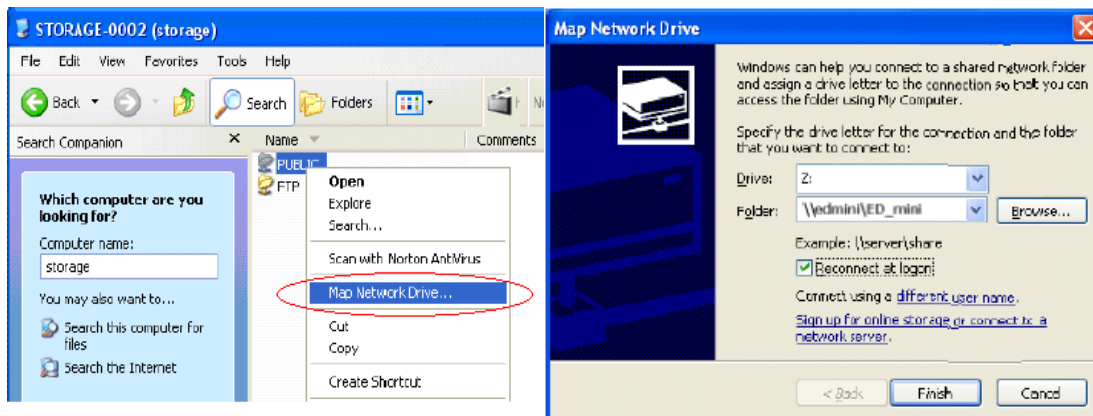 STORAGE-0002 (storage)
File Edit View Favorites Tools Help
Back Search Folders
Search Companion
Name Comments
PUBLIC
FTP
Which computer are you
looking for?
Computer name:
storage
You may also want to...
Search this computer for
files
Search the Internet
Open
Explore
Search...
Scan with Norton AntiVirus
Map Network Drive...
Cut
Copy
Create Shortcut
Map Network Drive
Windows can help you connect to a shared network folder
and assign a drive letter to the connection so that you can
access the folder using My Computer.
Specify the drive letter for the connection and the folder
that you want to connect to:
Drive: Z:
Folder: \\edmini\ED_mini Browse...
Example: \\server\share
Reconnect at logon
Connect using a different user name.
Sign up for online storage or connect to a
network server.
< Back Finish Cancel